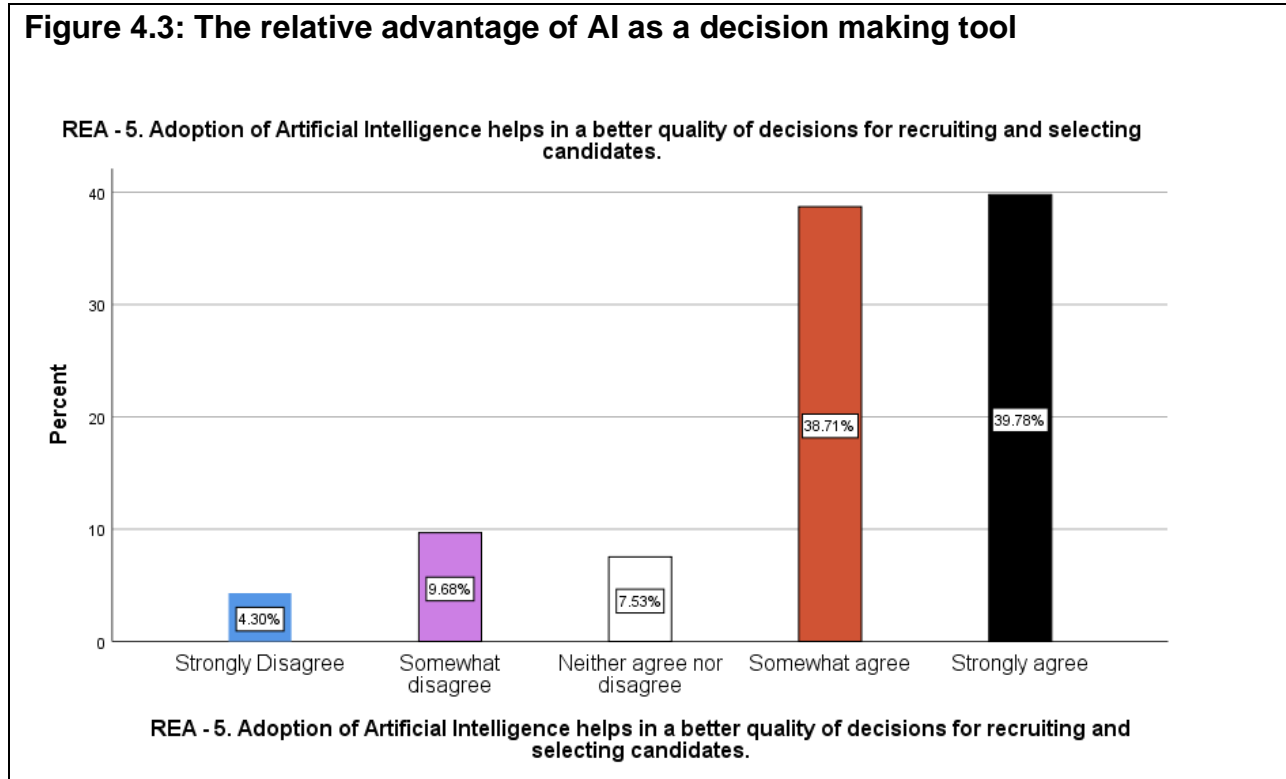 Figure 4.3: The relative advantage of AI as a decision making tool
REA - 5. Adoption of Artificial Intelligence helps in a better quality of decisions for recruiting and selecting
candidates.
Percent
40
30
20
10
0
4.30%
9.68%
7.53%
38.71%
39.78%
Strongly Disagree
Somewhat
disagree
Neither agree nor
disagree
Somewhat agree
Strongly agree
REA - 5. Adoption of Artificial Intelligence helps in a better quality of decisions for recruiting and
selecting candidates.